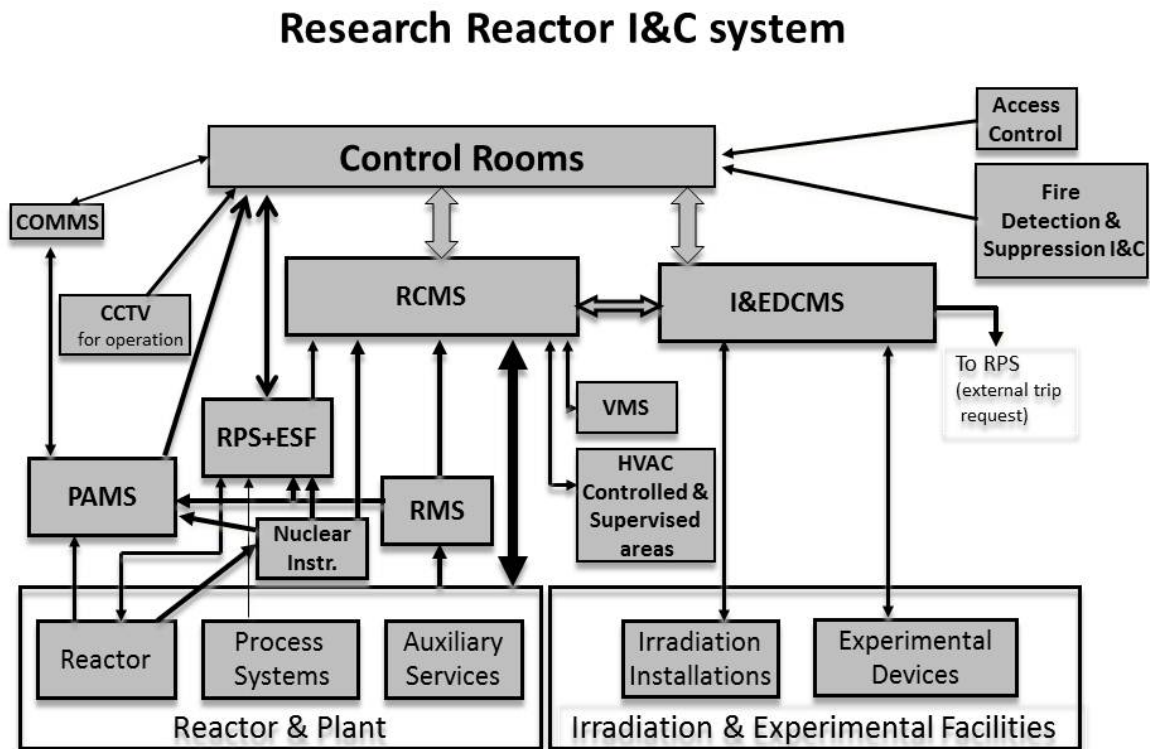 Research Reactor I&C system
Access
Control
Control Rooms
Fire
Detection &
Suppression I&C
COMMS
CCTV
for operation
RCMS
I&EDCMS
To RPS
(external trip
request)
VMS
RPS+ESF
HVAC
Controlled &
Supervised
areas
PAMS
RMS
Nuclear
Instr.
Reactor
Process
Systems
Auxiliary
Services
Irradiation
Installations
Experimental
Devices
Reactor & Plant
Irradiation & Experimental Facilities